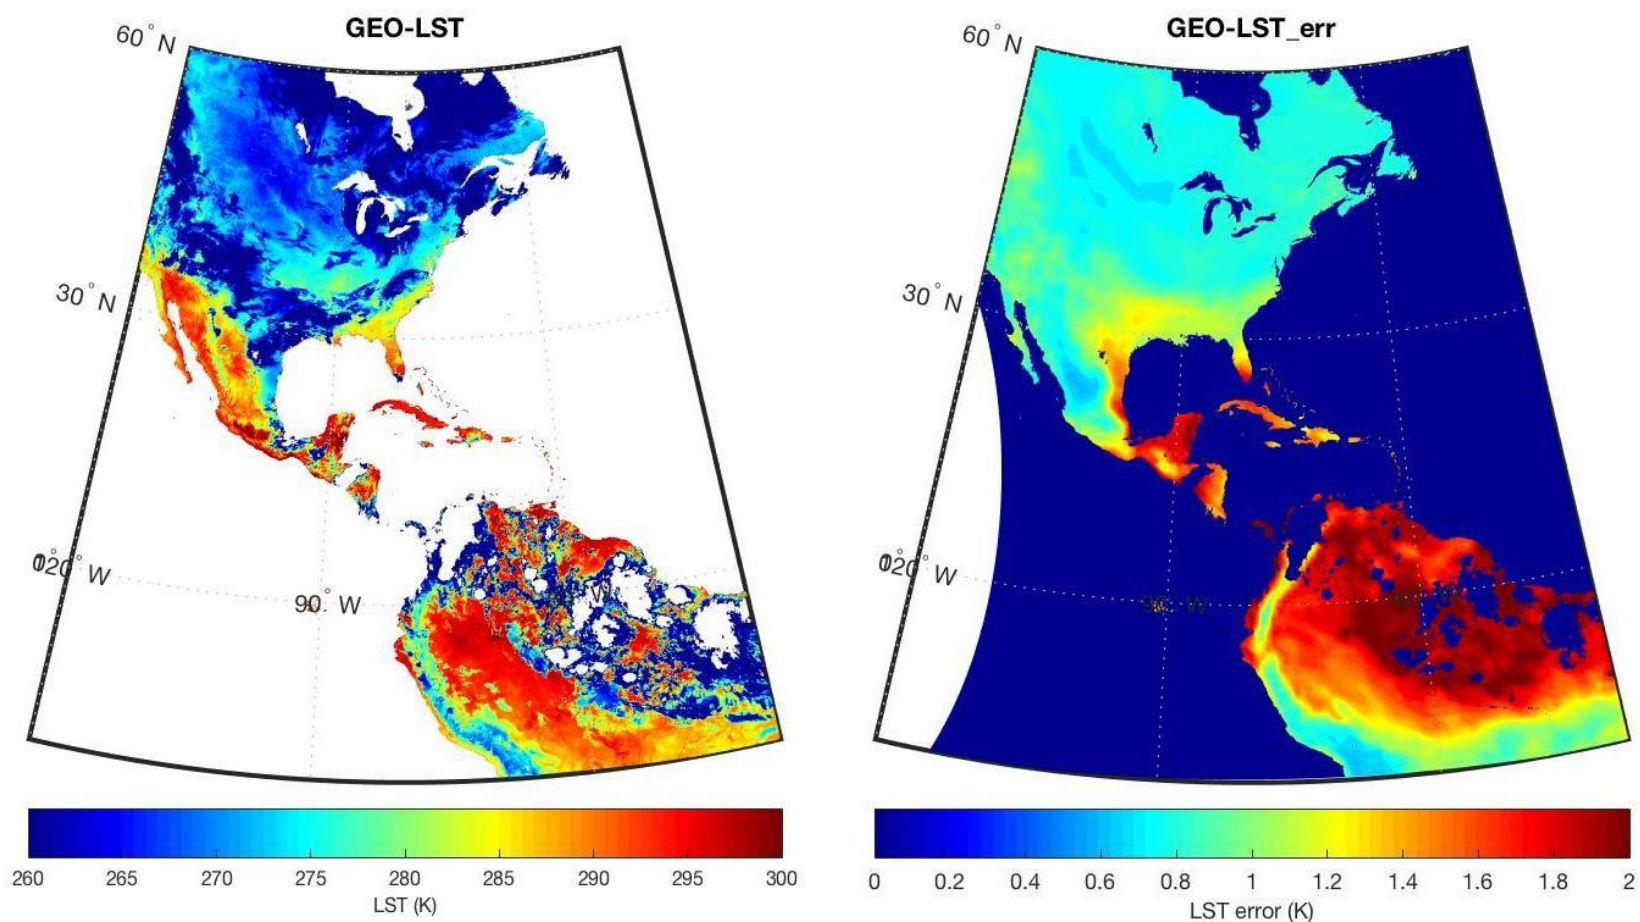 GEO-LST
GEO-LST_err
60° N
60° N
30° N
30° N
120° W
120° W
90° W
90° W
260 265 270 275 280 285 290 295 300
0 0.2 0.4 0.6 0.8 1 1.2 1.4 1.6 1.8 2
LST (K)
LST error (K)